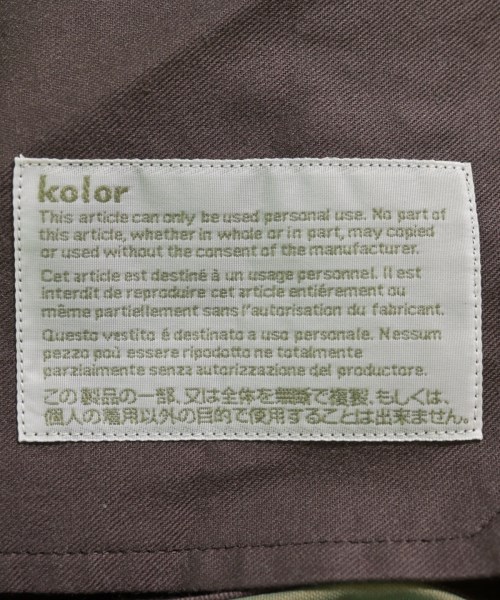 kolor
This article can only be used personal use. No part of
this article, whether in whole or in part, may copied
or used without the consent of the manufacturer.
Cet article est destiné à un usage personnel. Il est
interdit de reproduire cet article entiérement ou
même partiellement sans l'autorisation du fabricant.
Questo vestito é destinato a uso personale. Nessum
pezzo poù essere ripodotto ne totalmente
parzialmente senza autorizzazione del productore.
この製品の一部、又は全体を無断で複製、もしくは、
個人の着用以外の目的で使用することは出来ません。